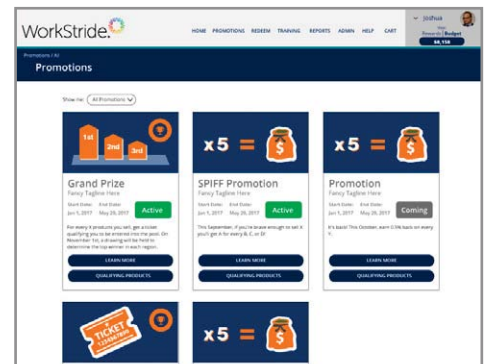 WorkStride.
HOME PROMOTIONS REDEEM TRAINING REPORTS ADMIN HELP CART
Joshua
Your
Rewards | Budget
$8,150
Promotions / All
Promotions
Show me: All Promotions
1st
2nd
3rd
Grand Prize
Fancy Tagline Here
Start Date: End Date:
Jun 1, 2017 May 20, 2017
Active
For every X products you sell, get a ticket
qualifying you to be entered into the pool. On
November 1st, a drawing will be held to
determine the top winner in each region.
LEARN MORE
QUALIFYING PRODUCTS
x5 = $
SPIFF Promotion
Fancy Tagline Here
Start Date: End Date:
Jun 1, 2017 May 20, 2017
Active
This September, if you're brave enough to sell it
you'll get it for every B, C, or D!
LEARN MORE
QUALIFYING PRODUCTS
x5 = $
Promotion
Fancy Tagline Here
Start Date: End Date:
Jun 1, 2017 May 20, 2017
Coming
It's back! This October, earn 0.5% back on every
Y.
LEARN MORE
QUALIFYING PRODUCTS
TICKET
1234567890
x5 = $